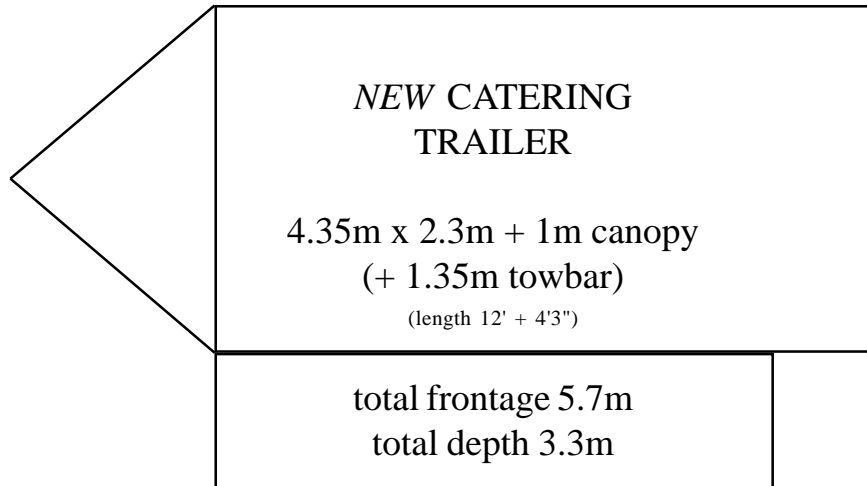 NEW CATERING
TRAILER
4.35m x 2.3m + 1m canopy
(+ 1.35m towbar)
(length 12' + 4'3")
total frontage 5.7m
total depth 3.3m